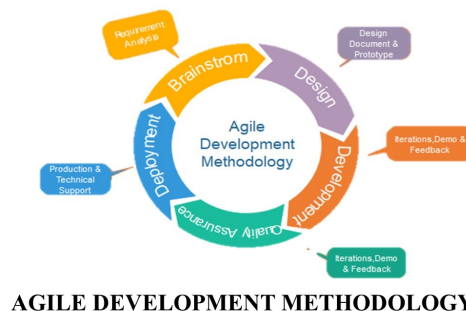 Requirement
Analysis
Brainstrom
Design
Document &
Prototype
Design
Agile
Development
Methodology
Iterations,Demo &
Feedback
Development
Deployment
Production &
Technical
Support
Quality Assurance
Iterations,Demo
& Feedback
AGILE DEVELOPMENT METHODOLOGY